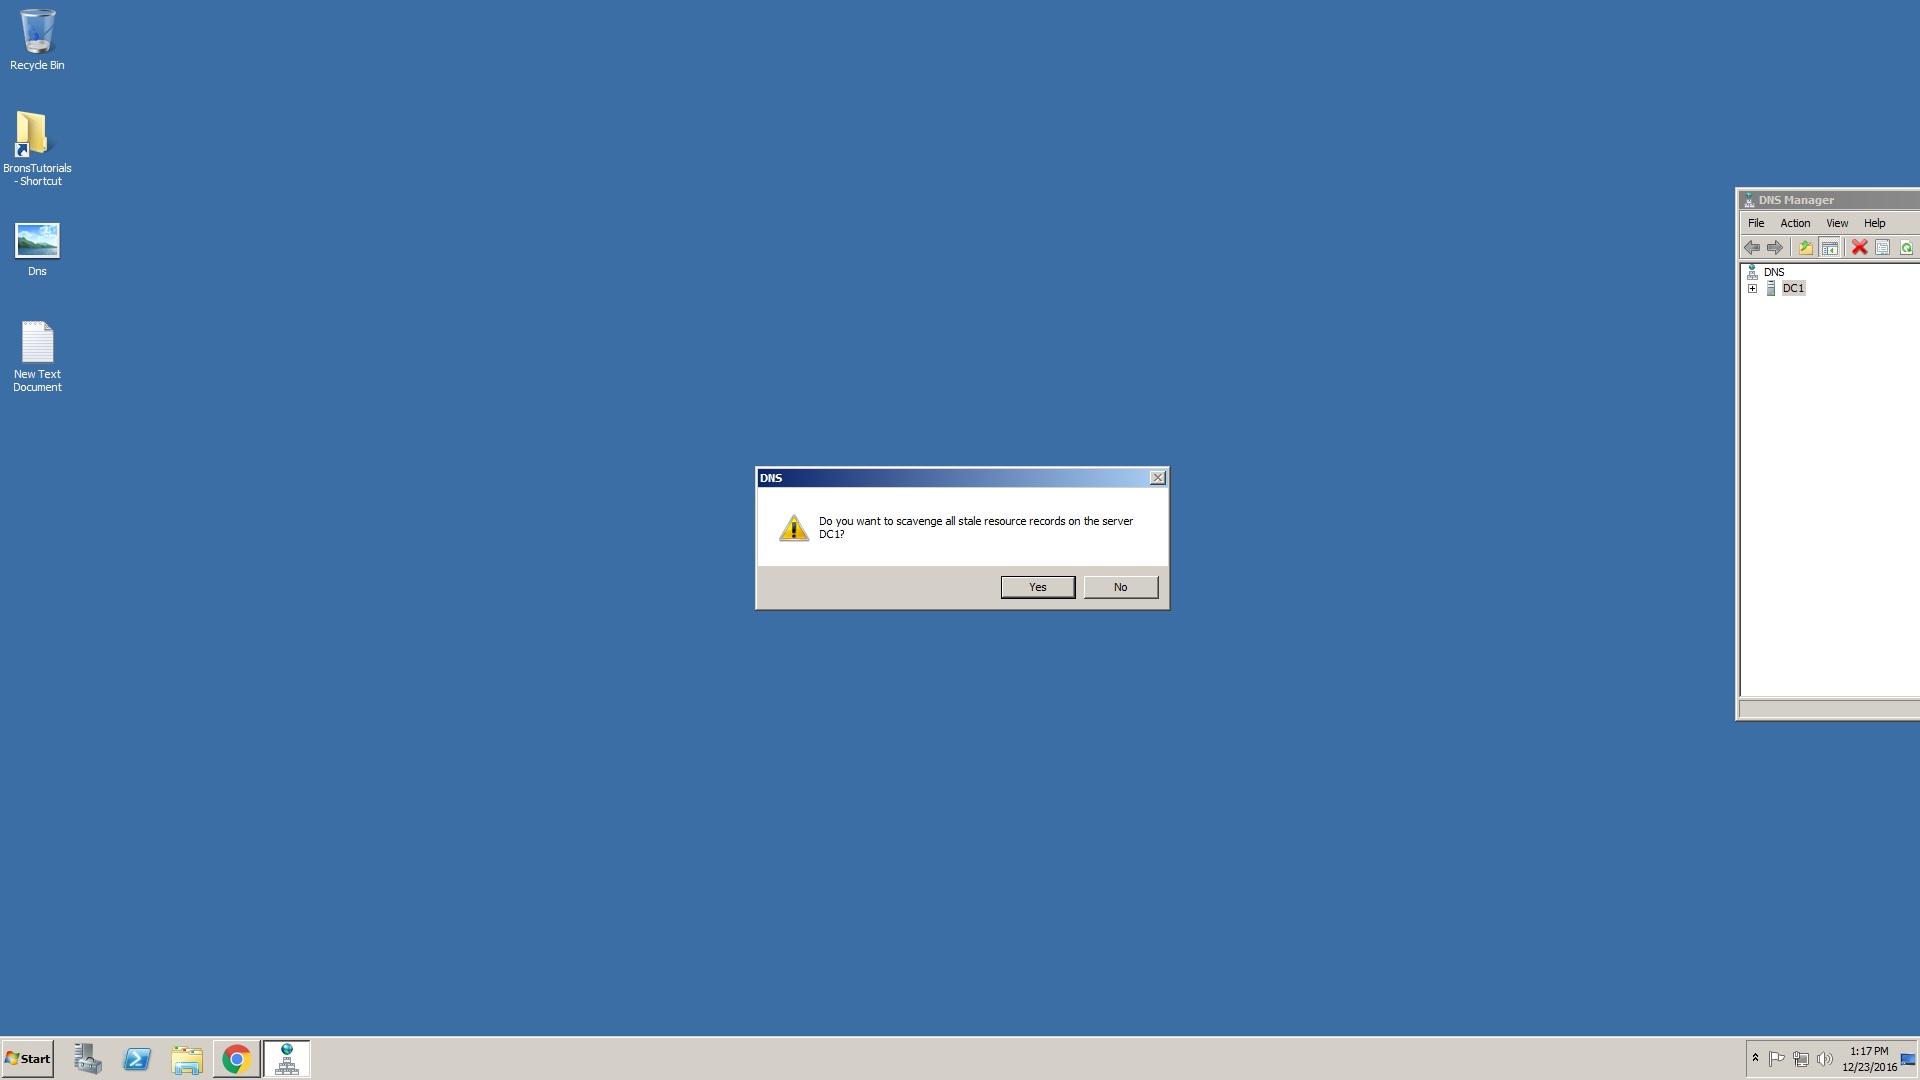 Recycle Bin
BronsTutorials
- Shortcut
Dns
New Text
Document
DNS Manager
File Action View Help
DNS
DC1
DNS
Do you want to scavenge all stale resource records on the server
DC1?
Yes No
Start
1:17 PM
12/23/2016